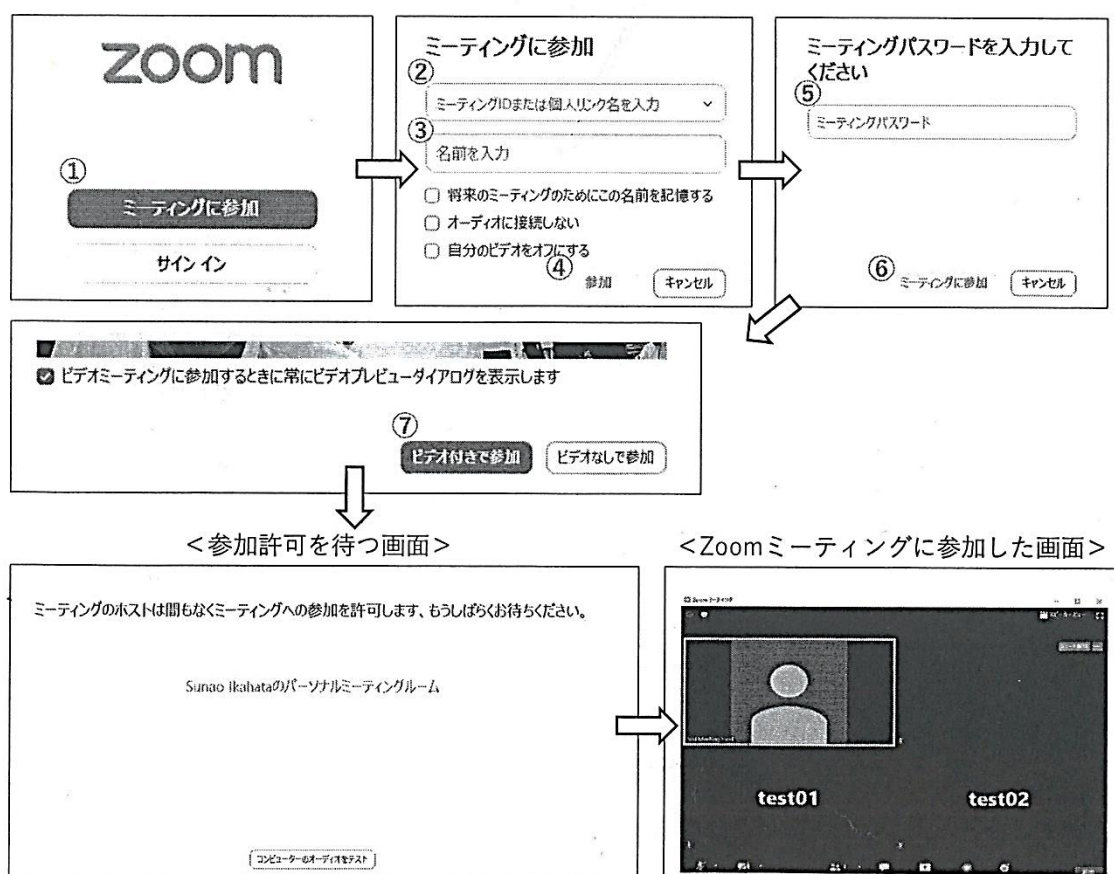 zoom
①
ミーティングに参加
サインイン
ミーティングに参加
②
ミーティングIDまたは個人リンク名を入力
③
名前を入力
将来のミーティングのためにこの名前を記憶する
オーディオに接続しない
自分のビデオをオフにする
④
参加
キャンセル
ミーティングパスワードを入力して
ください
⑤
ミーティングパスワード
⑥
ミーティングに参加
キャンセル
ビデオミーティングに参加するときに常にビデオプレビューダイアログを表示します
⑦
ビデオ付きで参加
ビデオなしで参加
<参加許可を待つ画面>
ミーティングのホストは間もなくミーティングへの参加を許可します、もうしばらくお待ちください。
Sunao Ikahataのパーソナルミーティングルーム
コンピューターのオーディオをテスト
<Zoomミーティングに参加した画面>
Zoom ミーティング
test01
test02